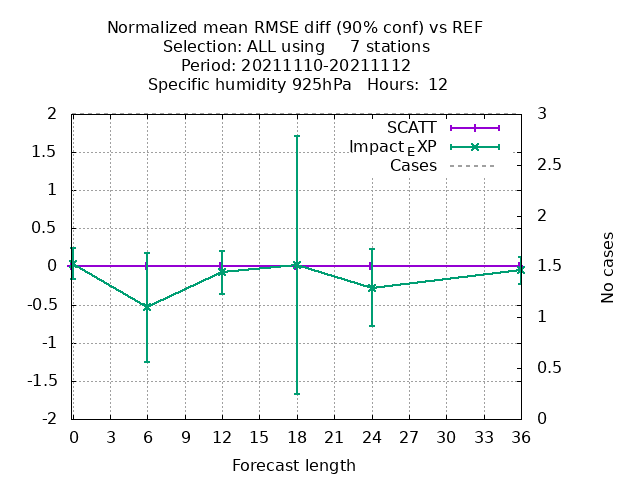 Normalized mean RMSE diff (90% conf) vs REF
Selection: ALL using     7 stations
Period: 20211110-20211112
Specific humidity 925hPa   Hours:  12
SCATT
Impact_EXP
Cases
2
1.5
1
0.5
0
-0.5
-1
-1.5
-2
3
2.5
2
1.5
1
0.5
0
No cases
0 3 6 9 12 15 18 21 24 27 30 33 36
Forecast length